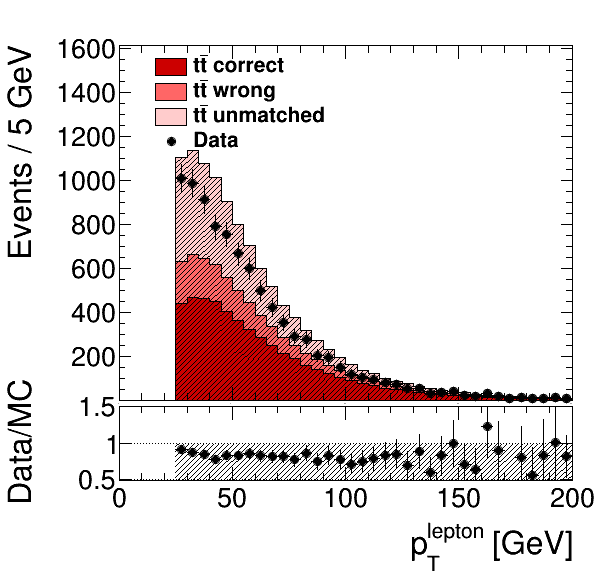 Events / 5 GeV
1600
1400
1200
1000
800
600
400
200
tt̄ correct
tt̄ wrong
tt̄ unmatched
Data
Data/MC
1.5
1
0.5
0 50 100 150 200
p_T^lepton [GeV]